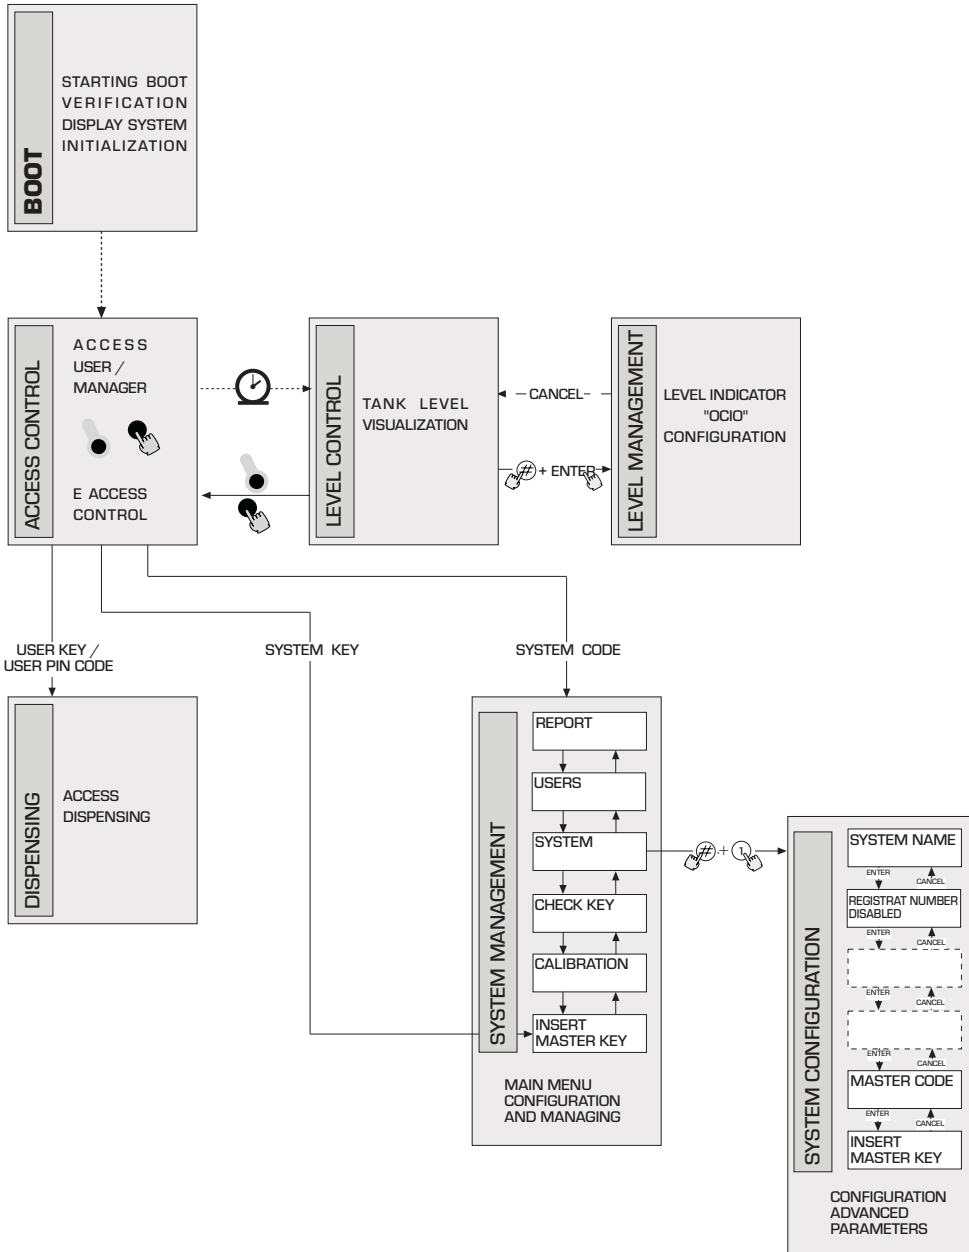 BOOT
STARTING BOOT
VERIFICATION
DISPLAY SYSTEM
INITIALIZATION
ACCESS CONTROL
ACCESS
USER /
MANAGER
E ACCESS
CONTROL
LEVEL CONTROL
TANK LEVEL
VISUALIZATION
CANCEL
# + ENTER
LEVEL MANAGEMENT
LEVEL INDICATOR
"OCIO"
CONFIGURATION
USER KEY /
USER PIN CODE
SYSTEM KEY
SYSTEM CODE
DISPENSING
ACCESS
DISPENSING
SYSTEM MANAGEMENT
REPORT
USERS
SYSTEM
CHECK KEY
CALIBRATION
INSERT
MASTER KEY
MAIN MENU
CONFIGURATION
AND MANAGING
# + 1
SYSTEM CONFIGURATION
SYSTEM NAME
ENTER CANCEL
REGISTRAT NUMBER
DISABLED
ENTER CANCEL
ENTER CANCEL
ENTER CANCEL
MASTER CODE
ENTER CANCEL
INSERT
MASTER KEY
CONFIGURATION
ADVANCED
PARAMETERS